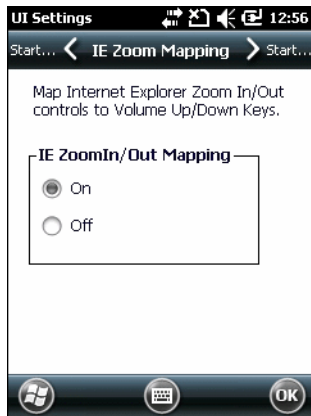 UI Settings 12:56
Start... IE Zoom Mapping Start...
Map Internet Explorer Zoom In/Out
controls to Volume Up/Down Keys.
IE ZoomIn/Out Mapping
On
Off
OK